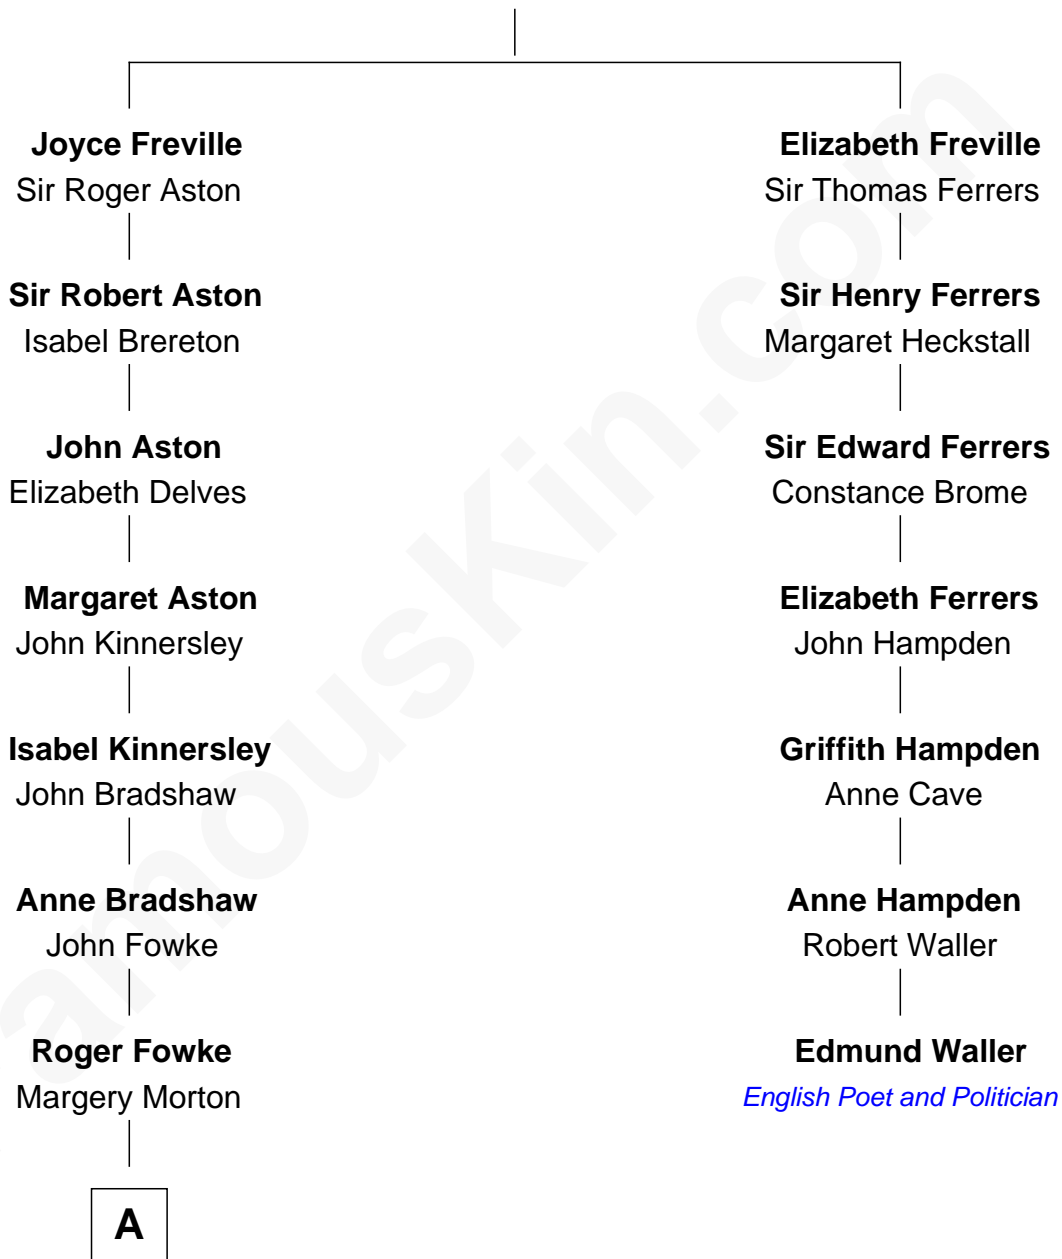 Joyce Freville
Sir Roger Aston
Sir Robert Aston
Isabel Brereton
John Aston
Elizabeth Delves
Margaret Aston
John Kinnersley
Isabel Kinnersley
John Bradshaw
Anne Bradshaw
John Fowke
Roger Fowke
Margery Morton
A
Elizabeth Freville
Sir Thomas Ferrers
Sir Henry Ferrers
Margaret Heckstall
Sir Edward Ferrers
Constance Brome
Elizabeth Ferrers
John Hampden
Griffith Hampden
Anne Cave
Anne Hampden
Robert Waller
Edmund Waller
English Poet and Politician
amousKin.com